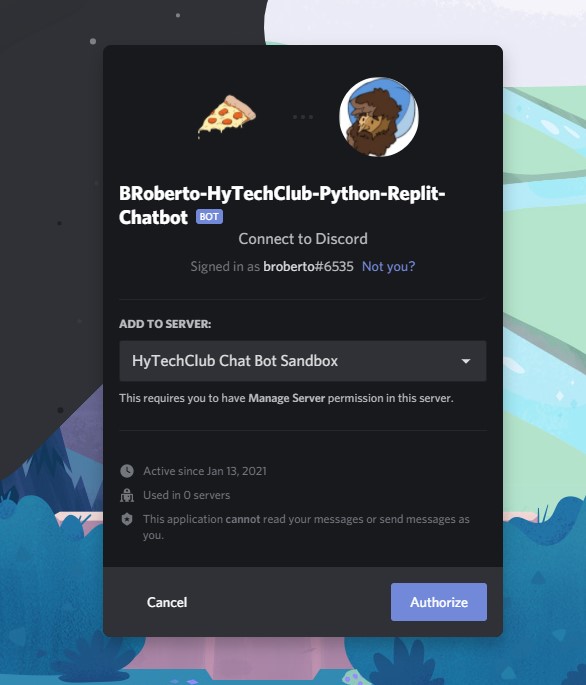 BRoberto-HyTechClub-Python-Replit-
Chatbot BOT
Connect to Discord
Signed in as broberto#6535 Not you?
ADD TO SERVER:
HyTechClub Chat Bot Sandbox
This requires you to have Manage Server permission in this server.
Active since Jan 13, 2021
Used in 0 servers
This application cannot read your messages or send messages as
you.
Cancel Authorize